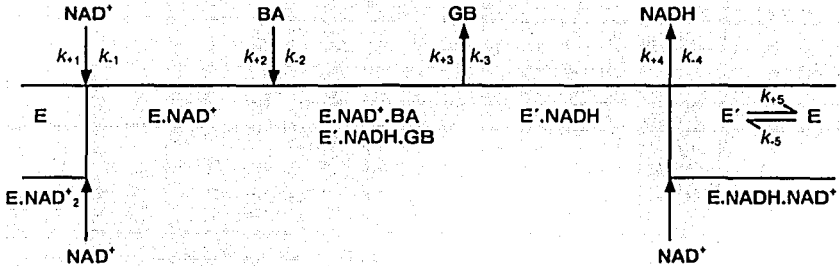 NAD⁺ BA GB NADH
k₊₁ k₋₁ k₊₂ k₋₂ k₊₃ k₋₃ k₊₄ k₋₄
E E.NAD⁺ E.NAD⁺.BA E'.NADH E' k₊₅ E
E'.NADH.GB k₋₅
E.NAD⁺₂ E.NADH.NAD⁺
NAD⁺ NAD⁺